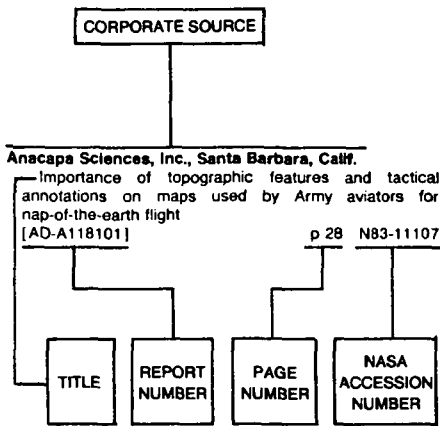 CORPORATE SOURCE
Anacapa Sciences, Inc., Santa Barbara, Calif.
Importance of topographic features and tactical
annotations on maps used by Army aviators for
nap-of-the-earth flight
[AD-A118101] p 28 N83-11107
TITLE
REPORT
NUMBER
PAGE
NUMBER
NASA
ACCESSION
NUMBER